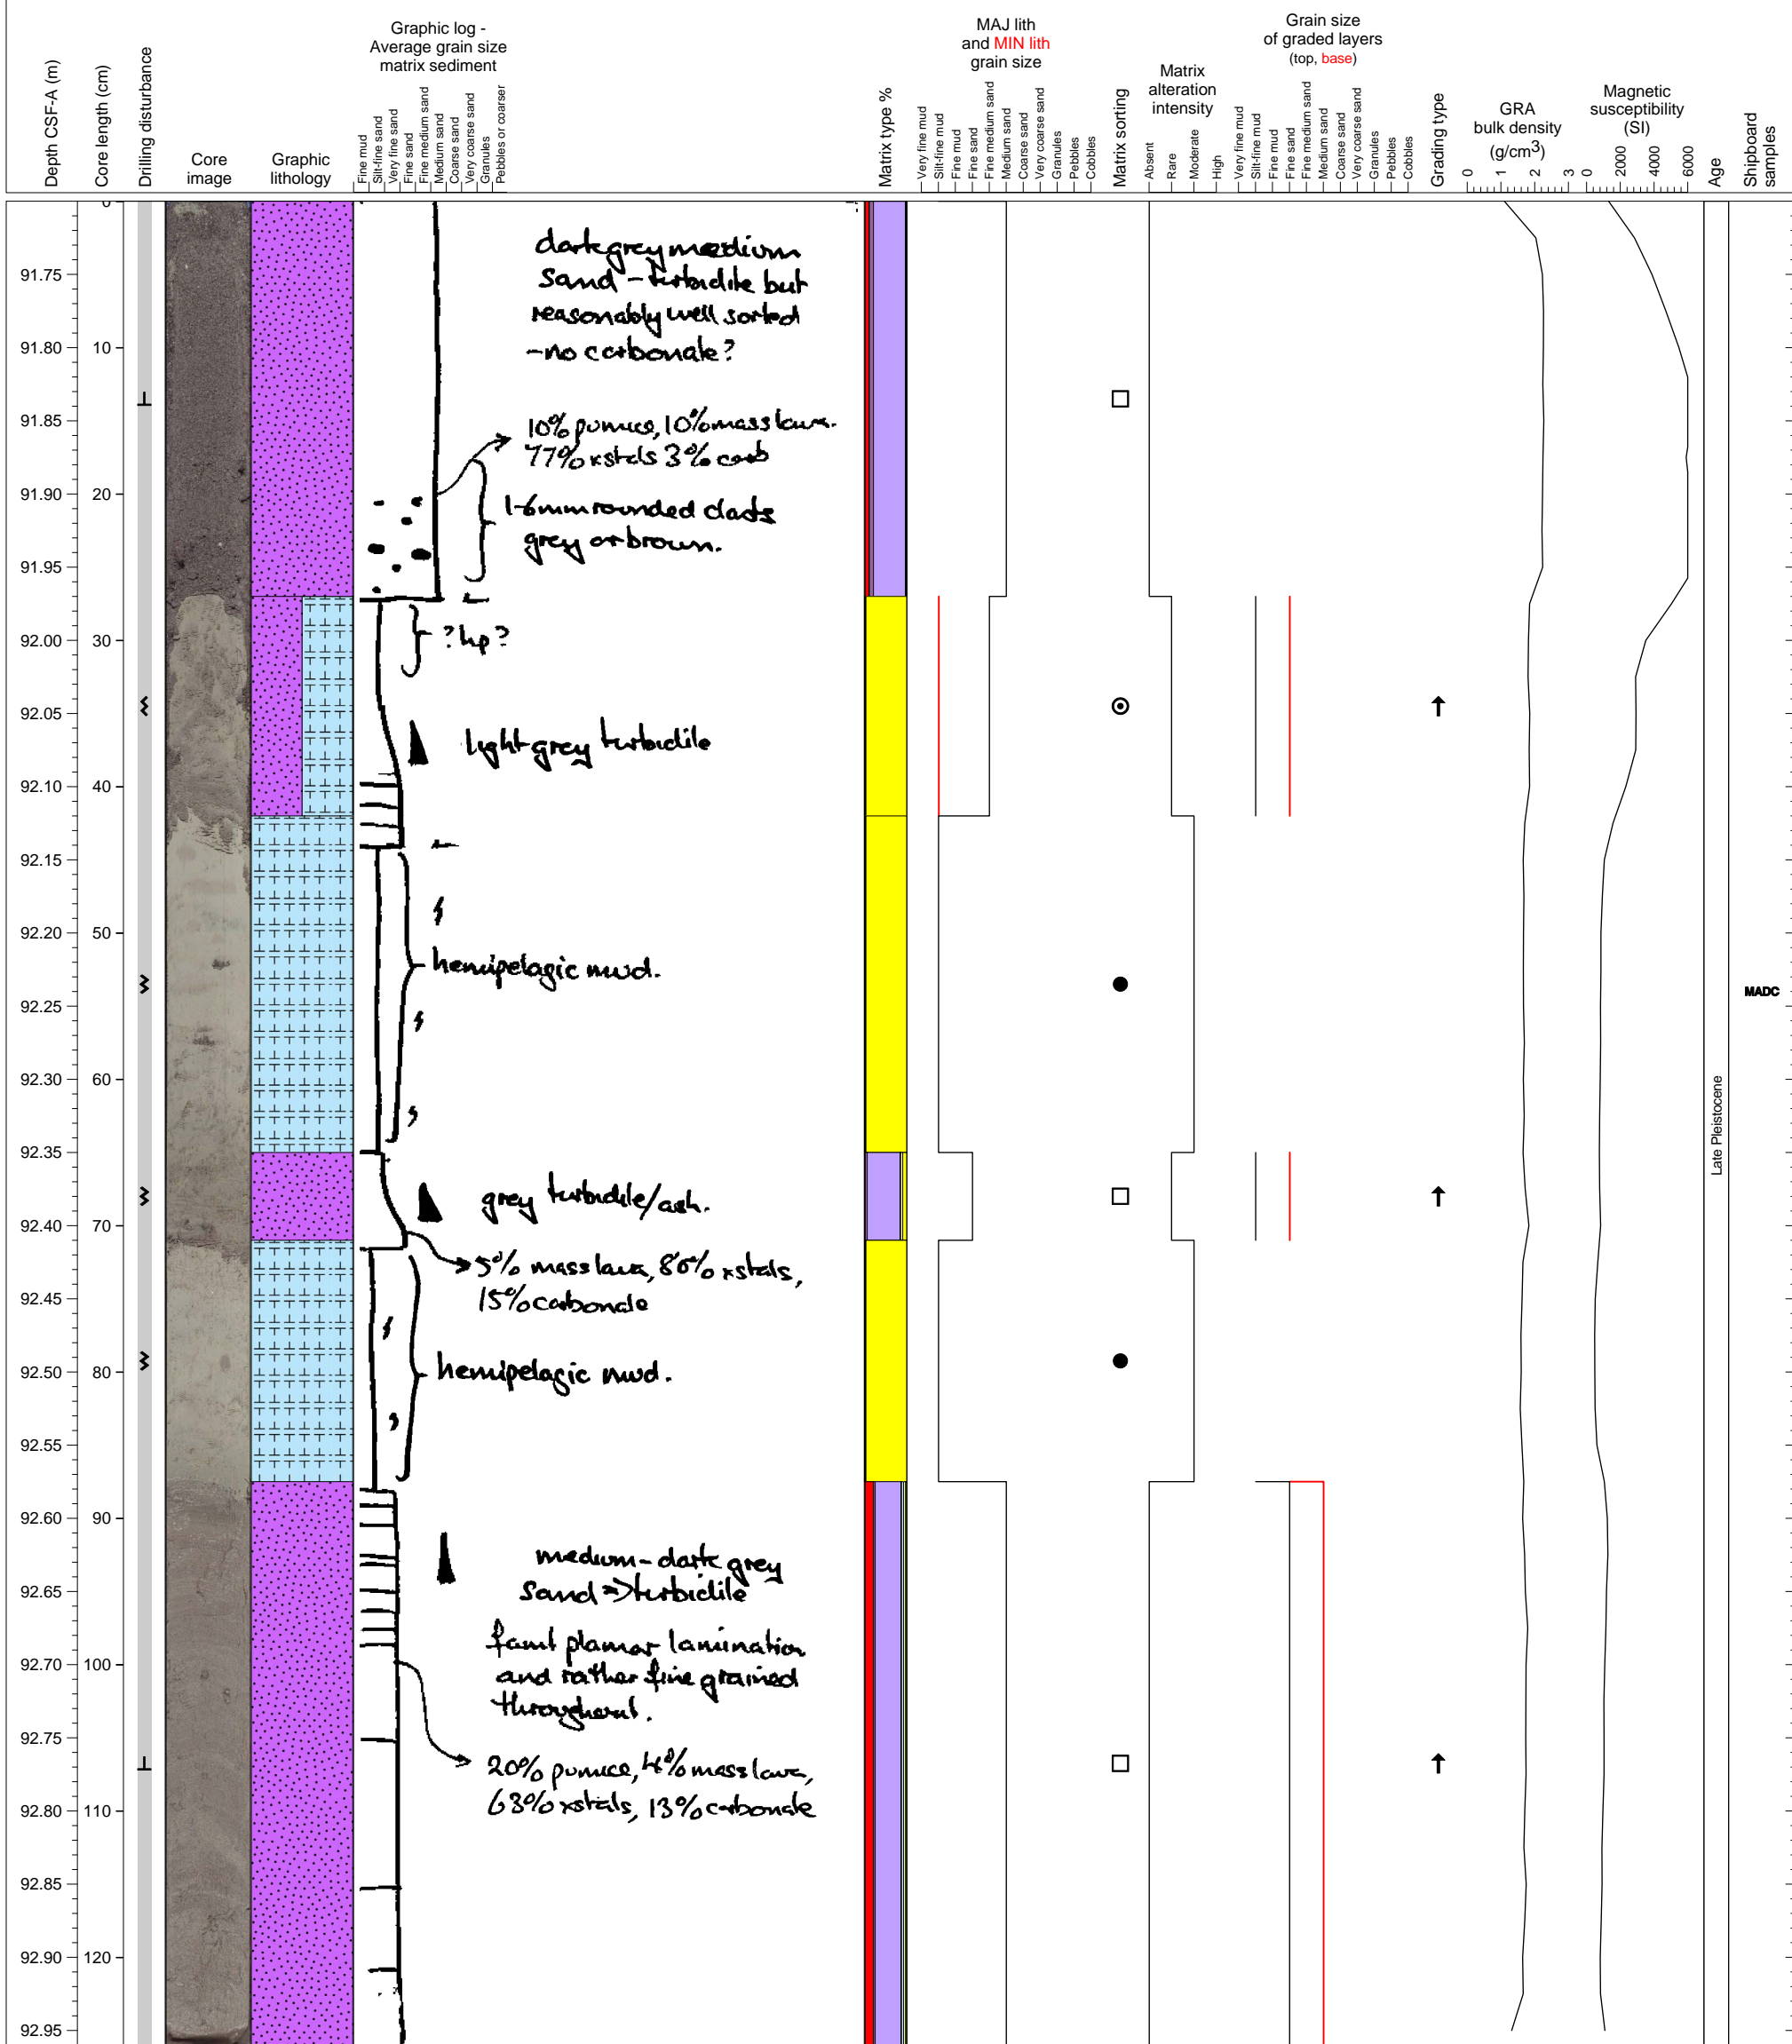 Depth CSF-A (m)
Core length (cm)
Drilling disturbance
Core
image
Graphic
lithology
Graphic log -
Average grain size
matrix sediment
Fine mud
Silt-fine sand
Very fine sand
Fine sand
Fine medium sand
Medium sand
Coarse sand
Very coarse sand
Granules
Pebbles or coarser
Matrix type %
MAJ lith
and MIN lith
grain size
Very fine mud
Silt-fine mud
Fine mud
Fine sand
Fine medium sand
Medium sand
Coarse sand
Very coarse sand
Granules
Pebbles
Cobbles
Matrix sorting
Matrix
alteration
intensity
Absent
Rare
Moderate
High
Grain size
of graded layers
(top, base)
Very fine mud
Silt-fine mud
Fine mud
Fine sand
Fine medium sand
Medium sand
Coarse sand
Very coarse sand
Granules
Pebbles
Cobbles
Grading type
GRA
bulk density
(g/cm3)
0 1 2 3
Magnetic
susceptibility
(SI)
0 2000 4000 6000
Age
Shipboard
samples
0
91.75
91.80
10
91.85
91.90
20
91.95
92.00
30
92.05
92.10
40
92.15
92.20
50
92.25
92.30
60
92.35
92.40
70
92.45
92.50
80
92.55
92.60
90
92.65
92.70
100
92.75
92.80
110
92.85
92.90
120
92.95
dark grey medium
sand - turbidite but
reasonably well sorted
- no carbonate?
10% pumice, 10% mass lava.
77% xstals 3% carb
1-6mm rounded clasts
grey or brown.
? hp?
light grey turbidite
hemipelagic mud.
grey turbidite/ash.
5% mass lava, 80% xstals,
15% carbonate
hemipelagic mud.
medium - dark grey
sand => turbidite
faint planar lamination
and rather fine grained
throughout.
20% pumice, 4% mass lava,
63% xstals, 13% carbonate
MADC
Late Pleistocene